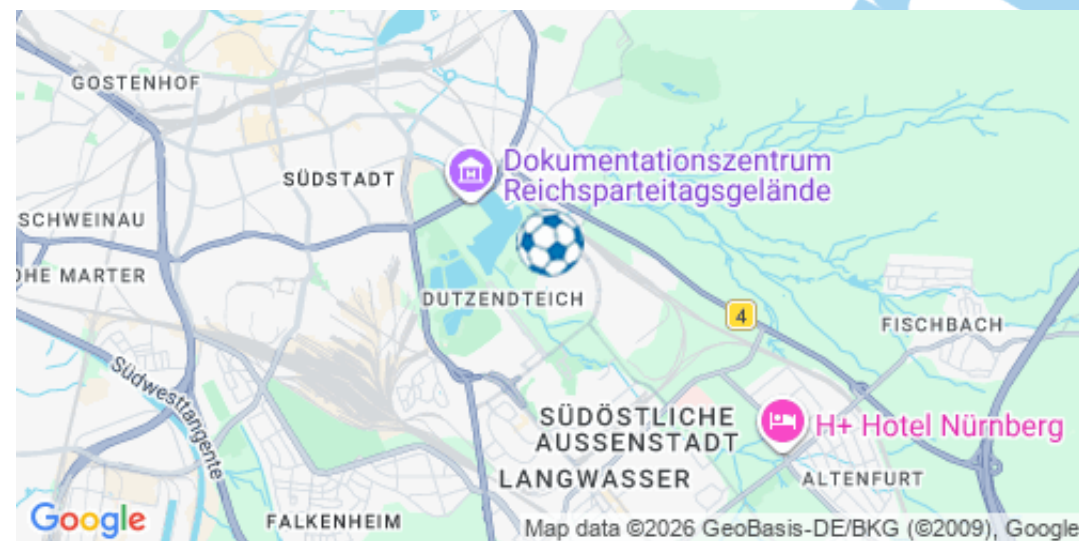 GOSTENHOF
Dokumentationszentrum
Reichsparteitagsgelände
SÜDSTADT
SCHWEINAU
OHE MARTER
DUTZENDTEICH
4
FISCHBACH
Südwesttangente
SÜDÖSTLICHE
AUSSENSTADT
H+ Hotel Nürnberg
LANGWASSER
ALTENFURT
Google
FALKENHEIM
Map data ©2026 GeoBasis-DE/BKG (©2009), Google